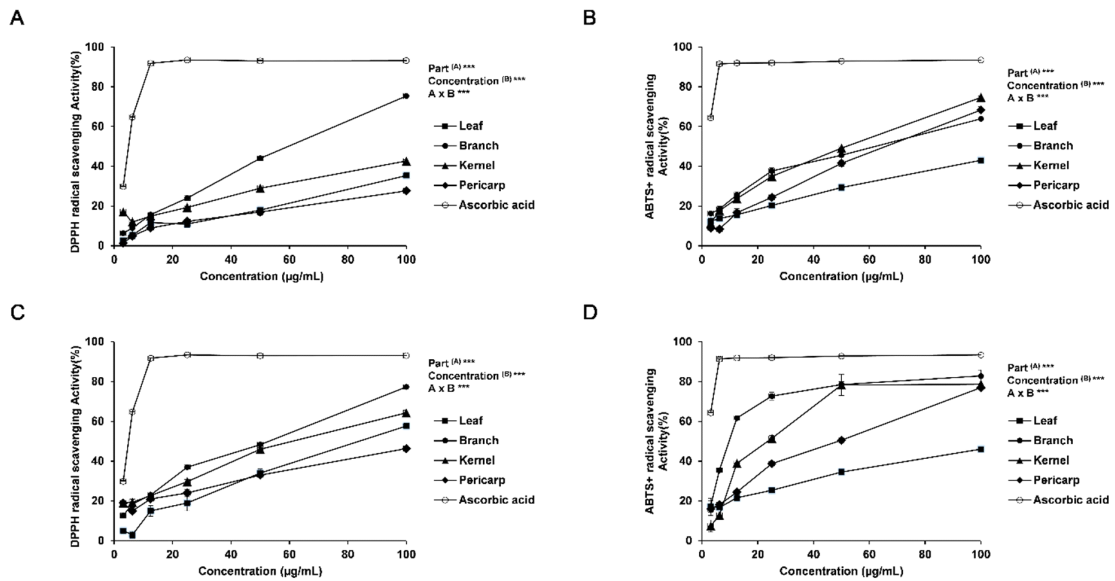 A
DPPH radical scavenging Activity(%)
100
80
60
40
20
0
0 20 40 60 80 100
Concentration (μg/mL)
Part (A) ***
Concentration (B) ***
A x B ***
Leaf
Branch
Kernel
Pericarp
Ascorbic acid
B
ABTS+ radical scavenging
Activity(%)
100
80
60
40
20
0
0 20 40 60 80 100
Concentration (μg/mL)
Part (A) ***
Concentration (B) ***
A x B ***
Leaf
Branch
Kernel
Pericarp
Ascorbic acid
C
DPPH radical scavenging Activity(%)
100
80
60
40
20
0
0 20 40 60 80 100
Concentration (μg/mL)
Part (A) ***
Concentration (B) ***
A x B ***
Leaf
Branch
Kernel
Pericarp
Ascorbic acid
D
ABTS+ radical scavenging
Activity(%)
100
80
60
40
20
0
0 20 40 60 80 100
Concentration (μg/mL)
Part (A) ***
Concentration (B) ***
A x B ***
Leaf
Branch
Kernel
Pericarp
Ascorbic acid